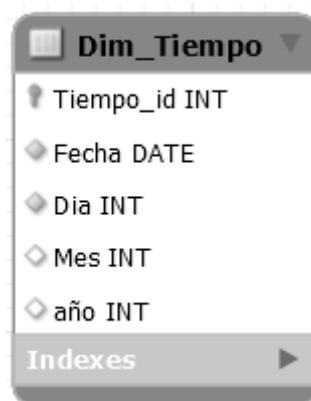 Dim_Tiempo
Tiempo_id INT
Fecha DATE
Dia INT
Mes INT
año INT
Indexes